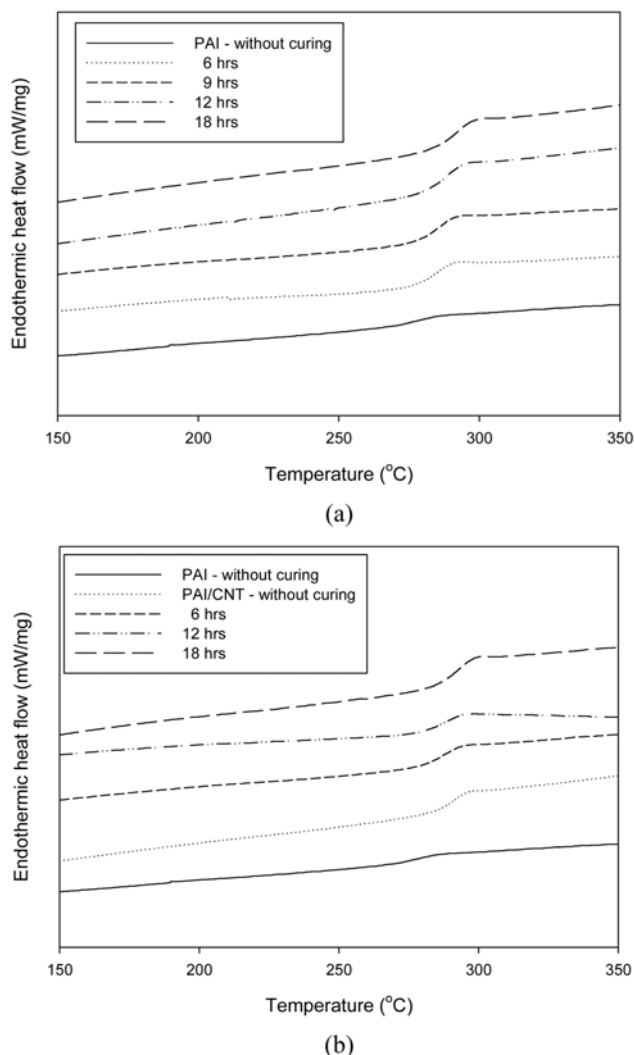 PAI - without curing
6 hrs
9 hrs
12 hrs
18 hrs
Endothermic heat flow (mW/mg)
150 200 250 300 350
Temperature (°C)
(a)
PAI - without curing
PAI/CNT - without curing
6 hrs
12 hrs
18 hrs
Endothermic heat flow (mW/mg)
150 200 250 300 350
Temperature (°C)
(b)